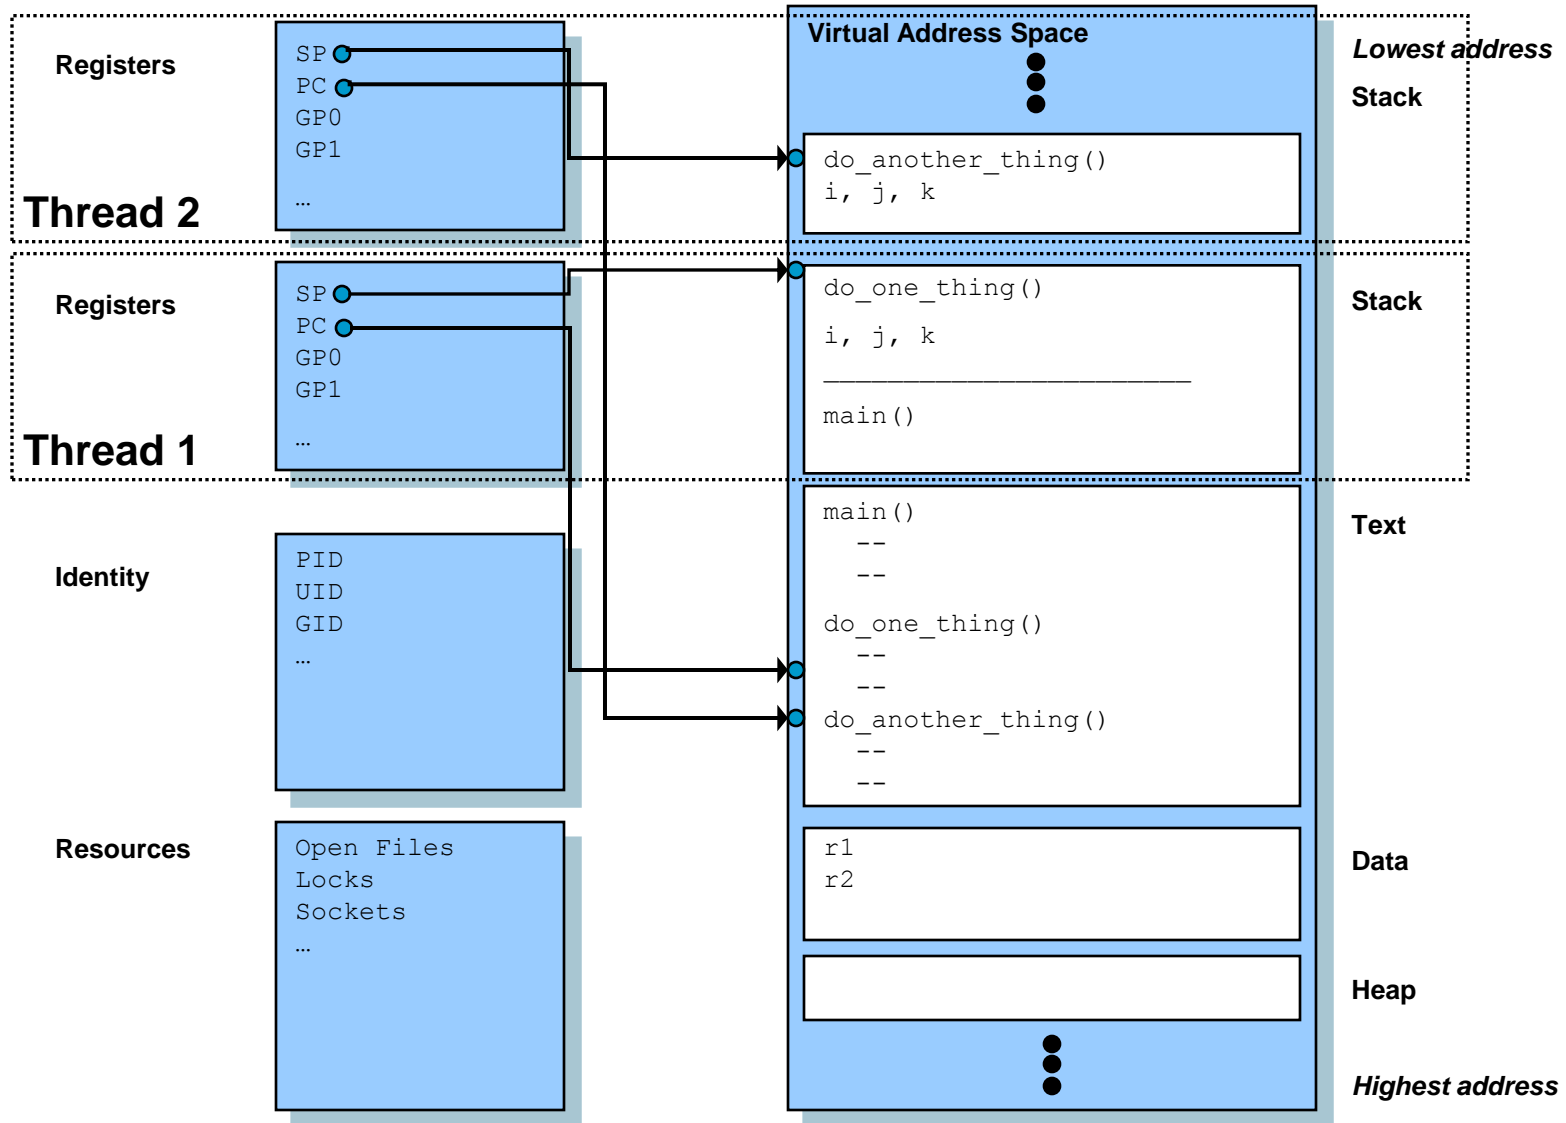 Virtual Address Space
Lowest address
Registers
SP
PC
GP0
GP1
…
Thread 2
do_another_thing()
i, j, k
Stack
Registers
SP
PC
GP0
GP1
…
Thread 1
do_one_thing()
i, j, k
_______________________
main()
Stack
Identity
PID
UID
GID
…
main()
--
--
do_one_thing()
--
--
do_another_thing()
--
--
Text
Resources
Open Files
Locks
Sockets
…
r1
r2
Data
Heap
Highest address